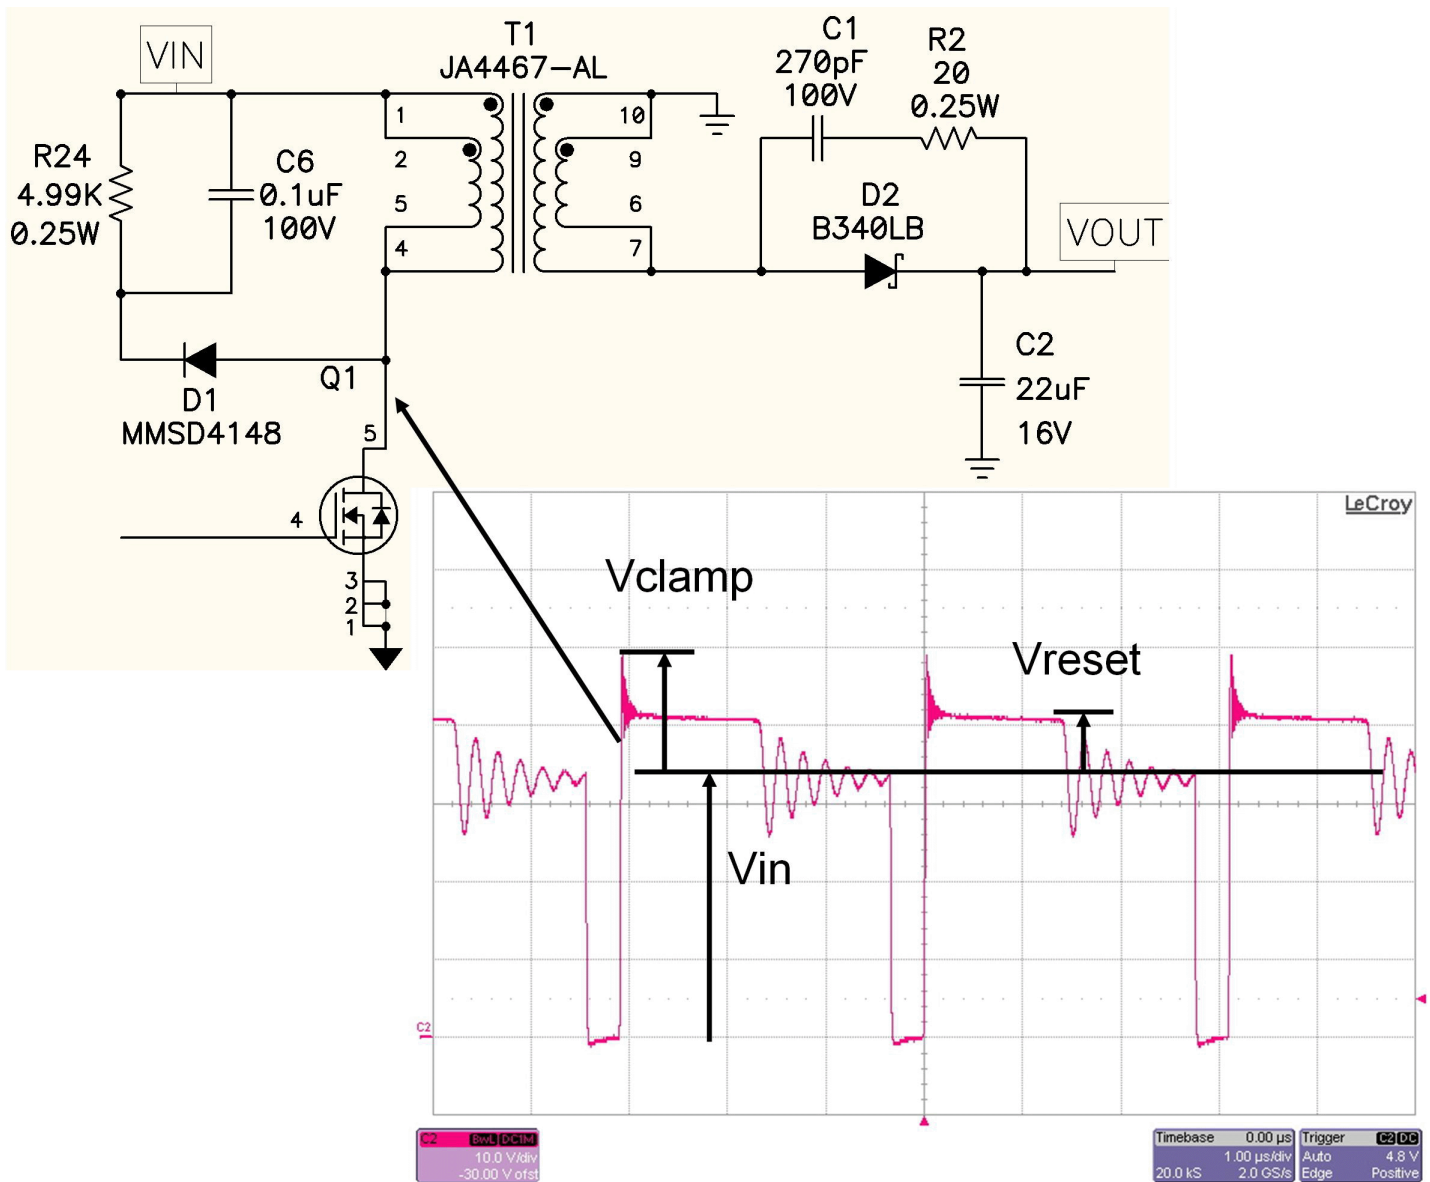 VIN
T1
JA4467-AL
C1
270pF
100V
R2
20
0.25W
R24
4.99K
0.25W
C6
0.1uF
100V
1
2
5
4
10
9
6
7
D2
B340LB
VOUT
C2
22uF
16V
D1
MMSD4148
Q1
5
4
3
2
1
LeCroy
Vclamp
Vreset
Vin
C2
C2 BwL DC1M
10.0 V/div
-30.00 V ofst
Timebase 0.00 µs
1.00 µs/div
20.0 kS 2.0 GS/s
Trigger C2 DC
Auto 4.8 V
Edge Positive